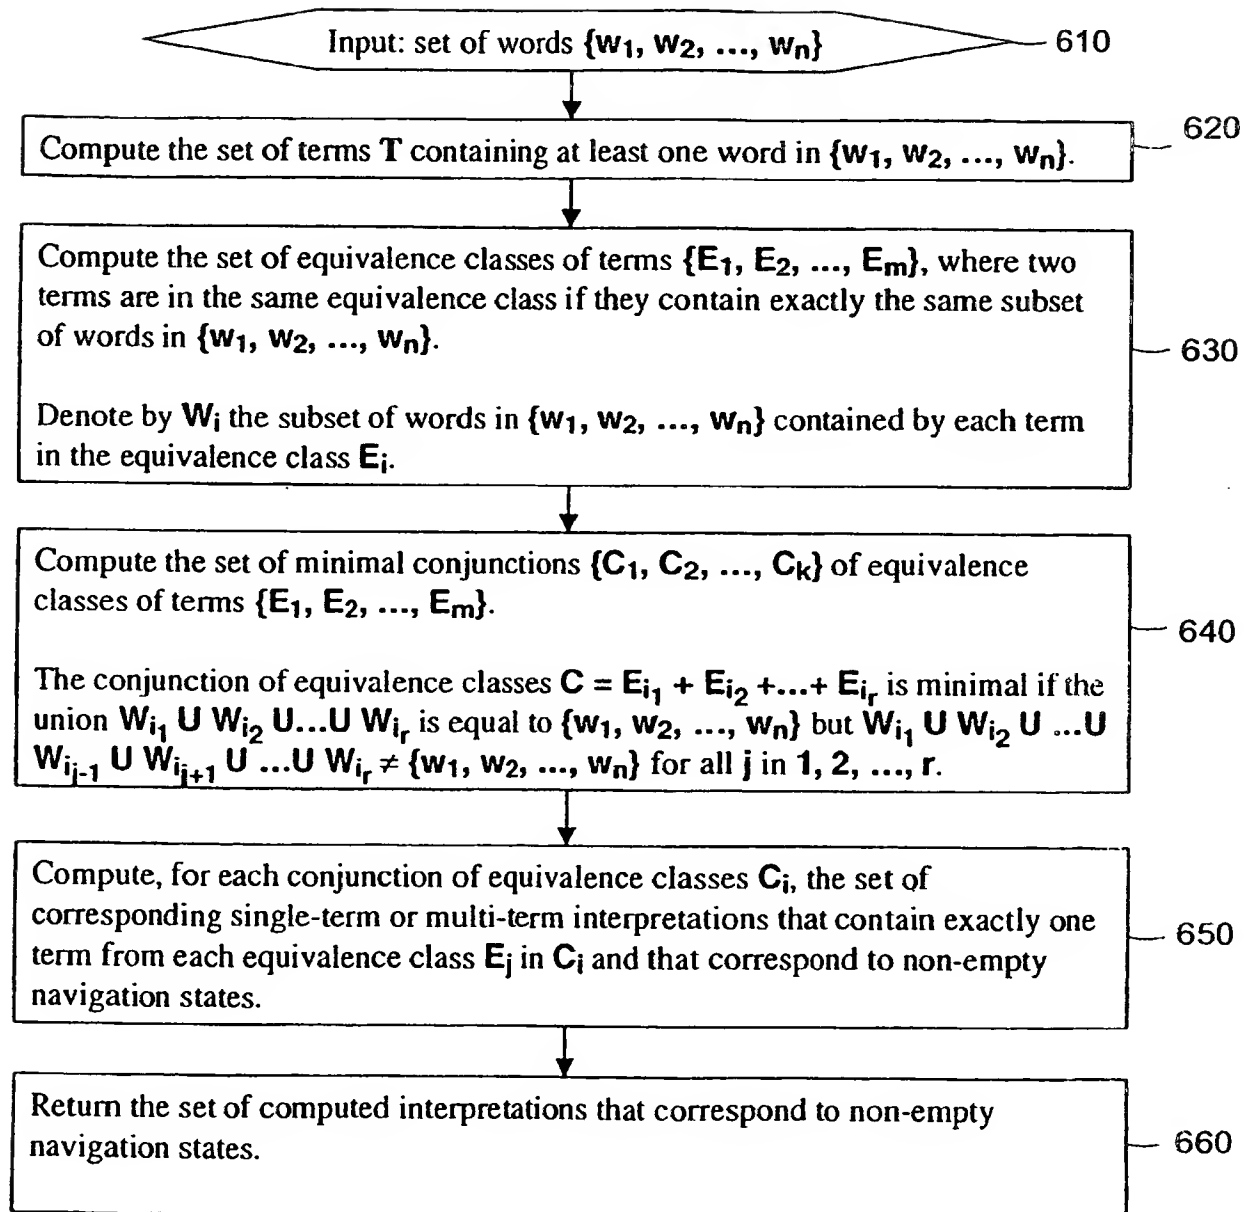 Input: set of words {w1, w2, ..., wn}
610
Compute the set of terms T containing at least one word in {w1, w2, ..., wn}.
620
Compute the set of equivalence classes of terms {E1, E2, ..., Em}, where two
terms are in the same equivalence class if they contain exactly the same subset
of words in {w1, w2, ..., wn}.
Denote by Wi the subset of words in {w1, w2, ..., wn} contained by each term
in the equivalence class Ei.
630
Compute the set of minimal conjunctions {C1, C2, ..., Ck} of equivalence
classes of terms {E1, E2, ..., Em}.
The conjunction of equivalence classes C = Ei1 + Ei2 +...+ Eir is minimal if the
union Wi1 U Wi2 U...U Wir is equal to {w1, w2, ..., wn} but Wi1 U Wi2 U ...U
Wij-1 U Wij+1 U ...U Wir ≠ {w1, w2, ..., wn} for all j in 1, 2, ..., r.
640
Compute, for each conjunction of equivalence classes Ci, the set of
corresponding single-term or multi-term interpretations that contain exactly one
term from each equivalence class Ej in Ci and that correspond to non-empty
navigation states.
650
Return the set of computed interpretations that correspond to non-empty
navigation states.
660